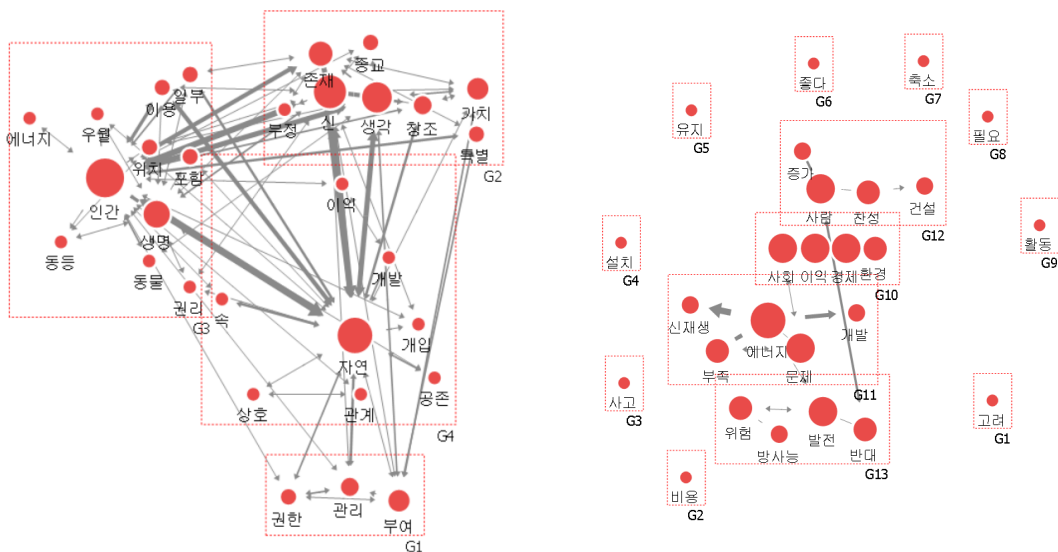 존재
종교
일부
이용
부정
신
생각
창조
가치
에너지
우월
위치
특별
G2
포함
인간
이익
생명
동등
동물
개발
권리
G3
속
개입
자연
공존
상호
관계
G4
권한
관리
부여
G1
좋다
G6
축소
G7
유지
G5
필요
G8
증가
사람
찬성
건설
G12
설치
G4
활동
G9
사회
이익
경제
환경
G10
신재생
에너지
개발
부족
문제
G11
사고
G3
고려
G1
위험
발전
방사능
반대
G13
비용
G2